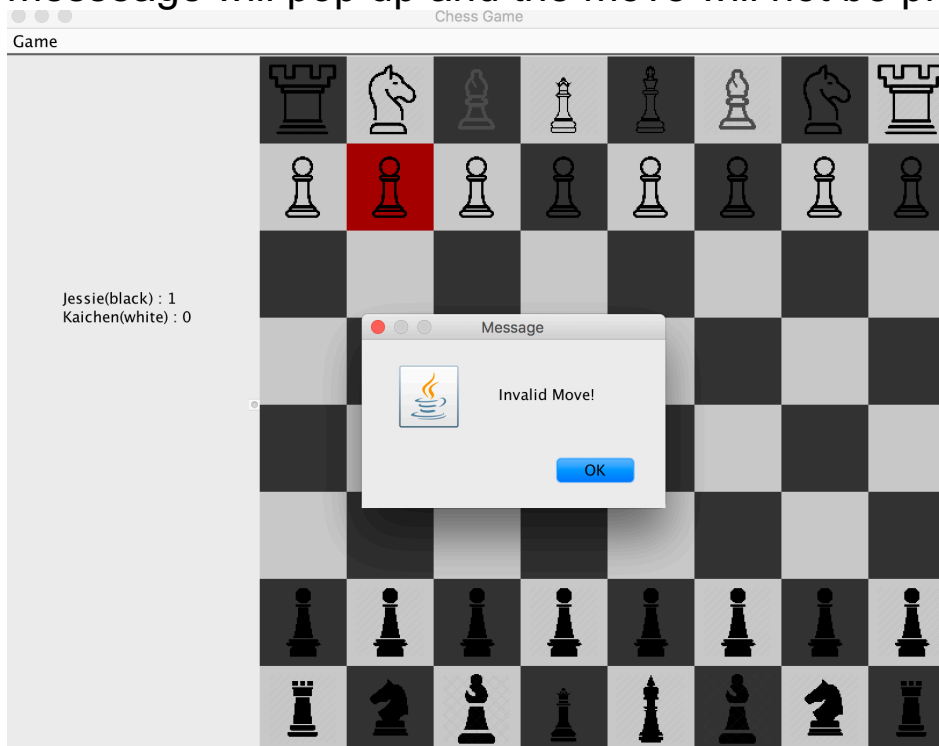 Chess Game
Game
Jessie(black) : 1
Kaichen(white) : 0
Message
Invalid Move!
OK